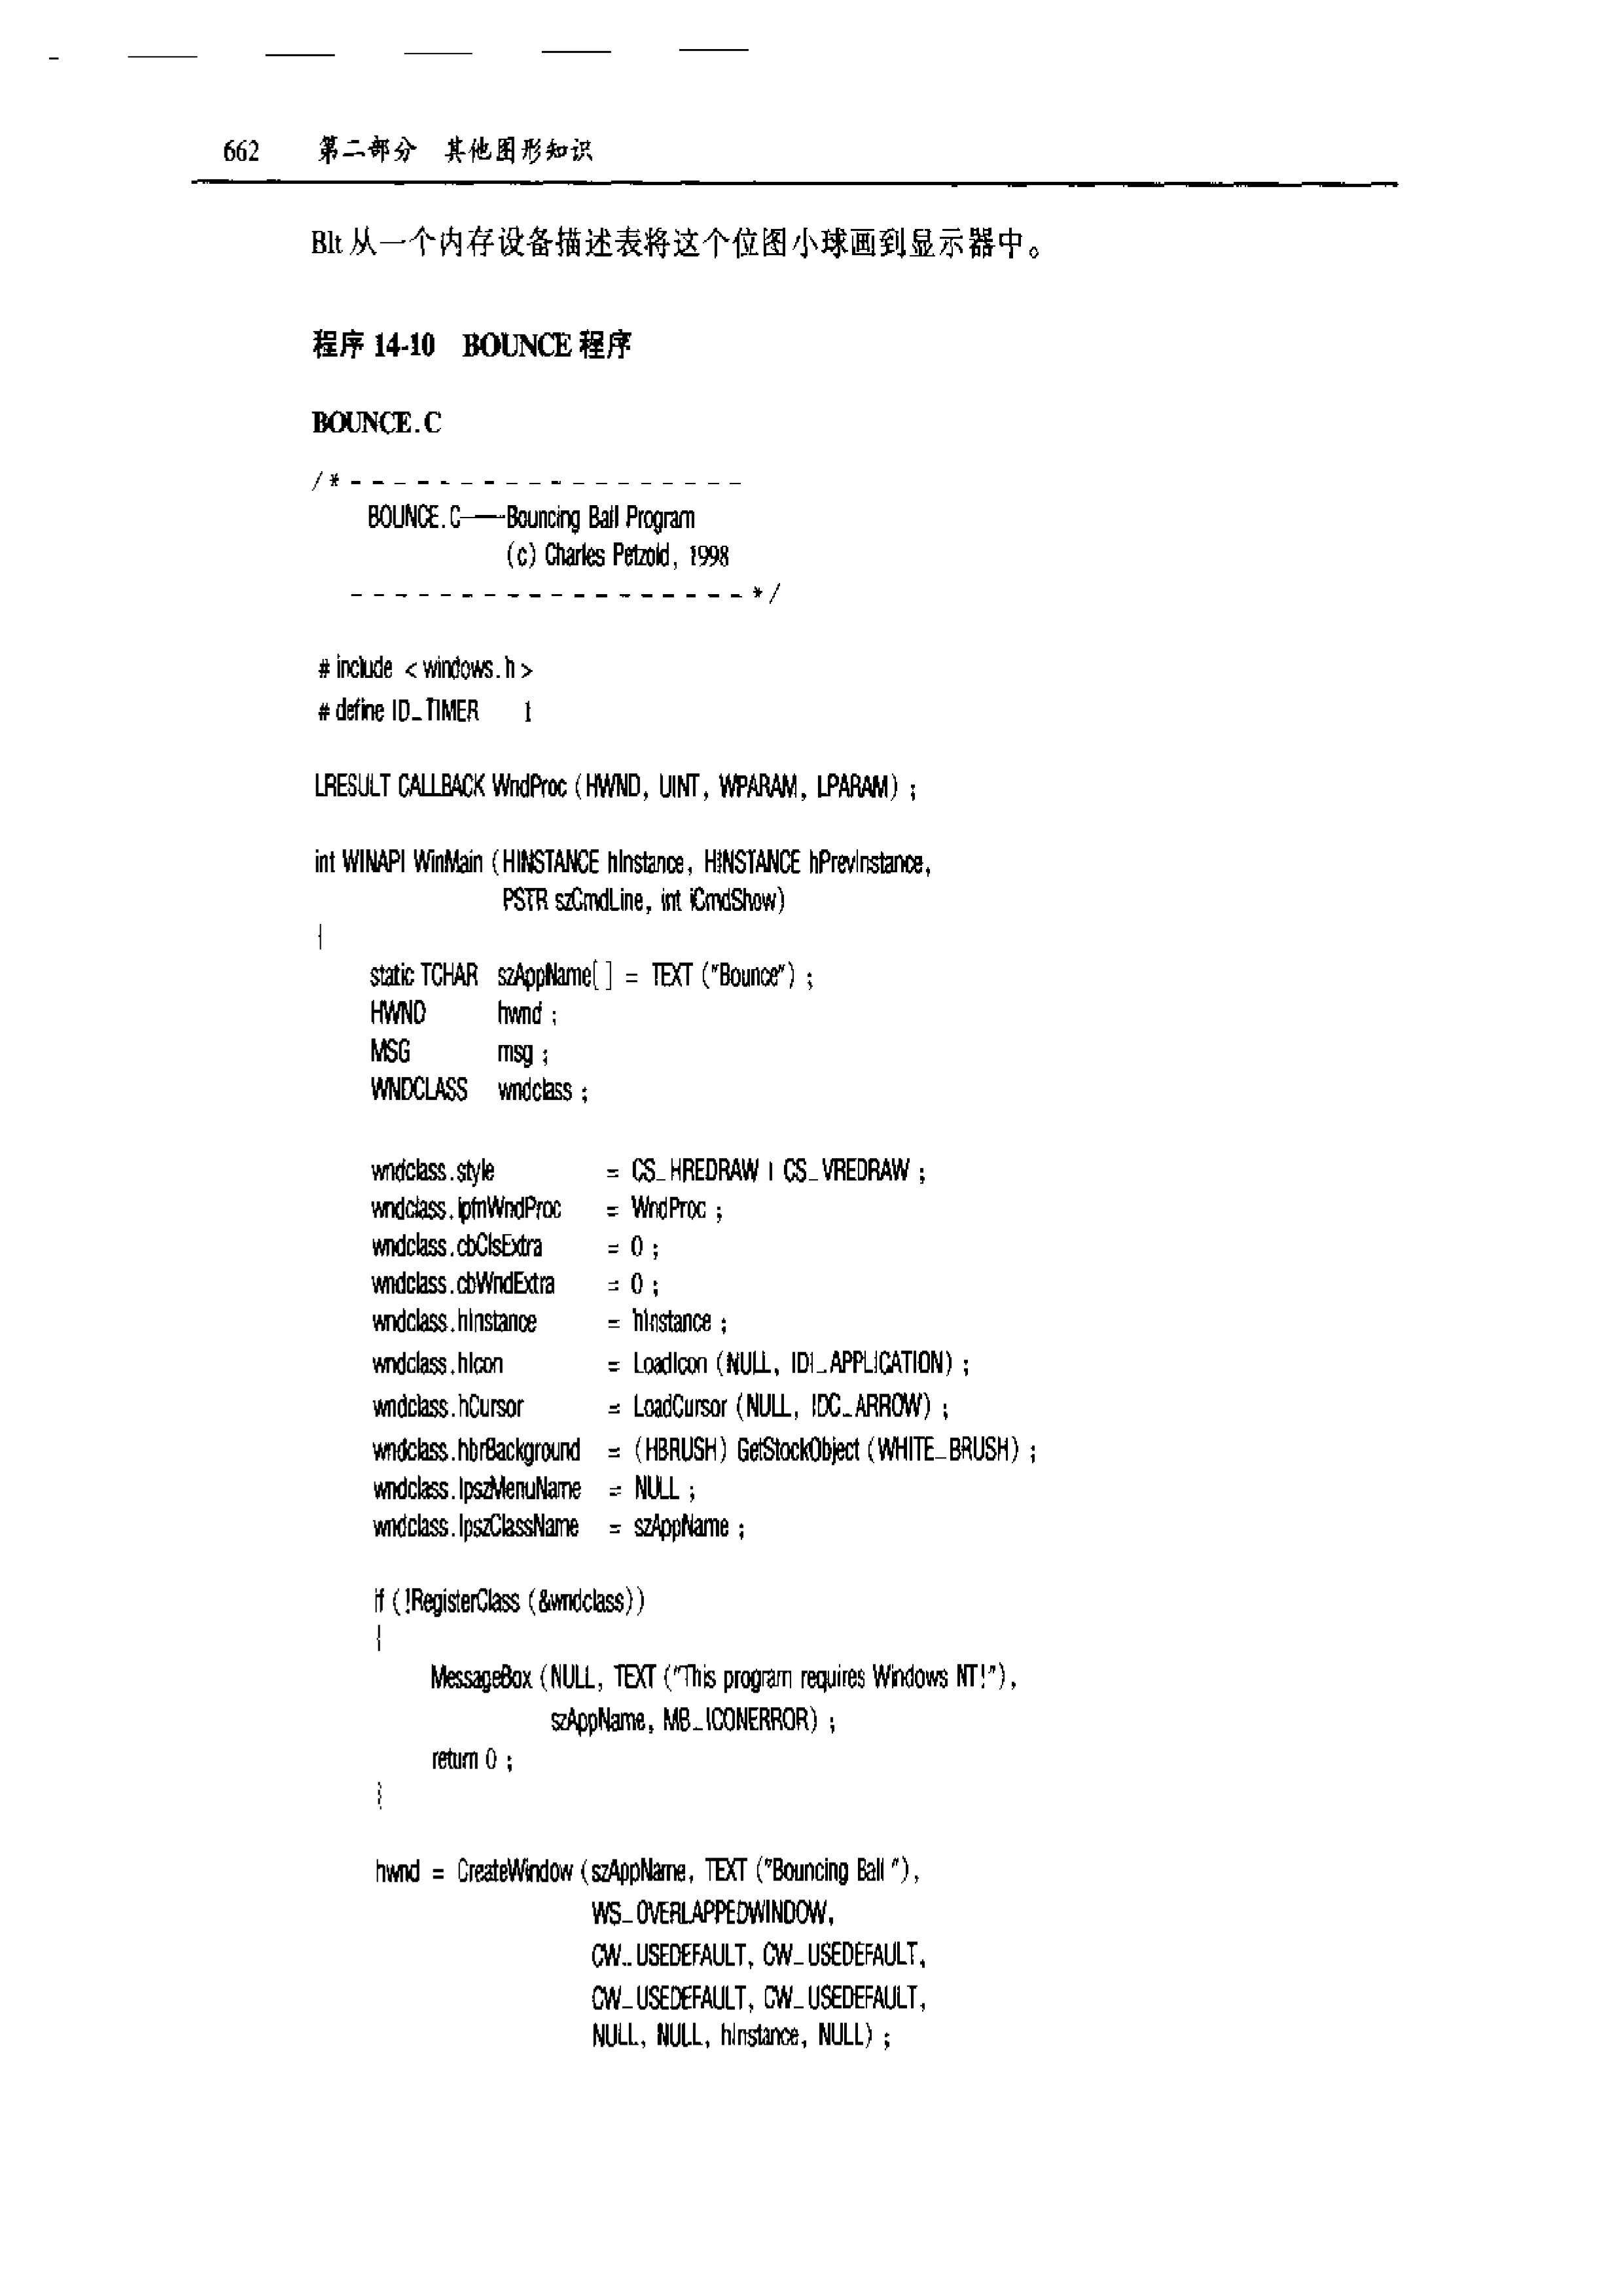 662 第二部分 其他图形知识
Blt 从一个内存设备描述表将这个位图小球画到显示器中。
程序 14-10 BOUNCE 程序
BOUNCE.C
/* - - - - - - - - - - - - - - - - - -
BOUNCE.C——Bouncing Ball Program
(c) Charles Petzold, 1998
- - - - - - - - - - - - - - - - - - */
# include < windows.h >
# define ID_TIMER 1
LRESULT CALLBACK WndProc (HWND, UINT, WPARAM, LPARAM) ;
int WINAPI WinMain (HINSTANCE hInstance, HINSTANCE hPrevInstance,
PSTR szCmdLine, int iCmdShow)
{
static TCHAR szAppName[ ] = TEXT ("Bounce") ;
HWND hwnd ;
MSG msg ;
WNDCLASS wndclass ;
wndclass.style = CS_HREDRAW | CS_VREDRAW ;
wndclass.lpfnWndProc = WndProc ;
wndclass.cbClsExtra = 0 ;
wndclass.cbWndExtra = 0 ;
wndclass.hInstance = hInstance ;
wndclass.hIcon = LoadIcon (NULL, IDI_APPLICATION) ;
wndclass.hCursor = LoadCursor (NULL, IDC_ARROW) ;
wndclass.hbrBackground = (HBRUSH) GetStockObject (WHITE_BRUSH) ;
wndclass.lpszMenuName = NULL ;
wndclass.lpszClassName = szAppName ;
if (!RegisterClass (&wndclass))
{
MessageBox (NULL, TEXT ("This program requires Windows NT!"),
szAppName, MB_ICONERROR) ;
return 0 ;
}
hwnd = CreateWindow (szAppName, TEXT ("Bouncing Ball "),
WS_OVERLAPPEDWINDOW,
CW_USEDEFAULT, CW_USEDEFAULT,
CW_USEDEFAULT, CW_USEDEFAULT,
NULL, NULL, hInstance, NULL) ;